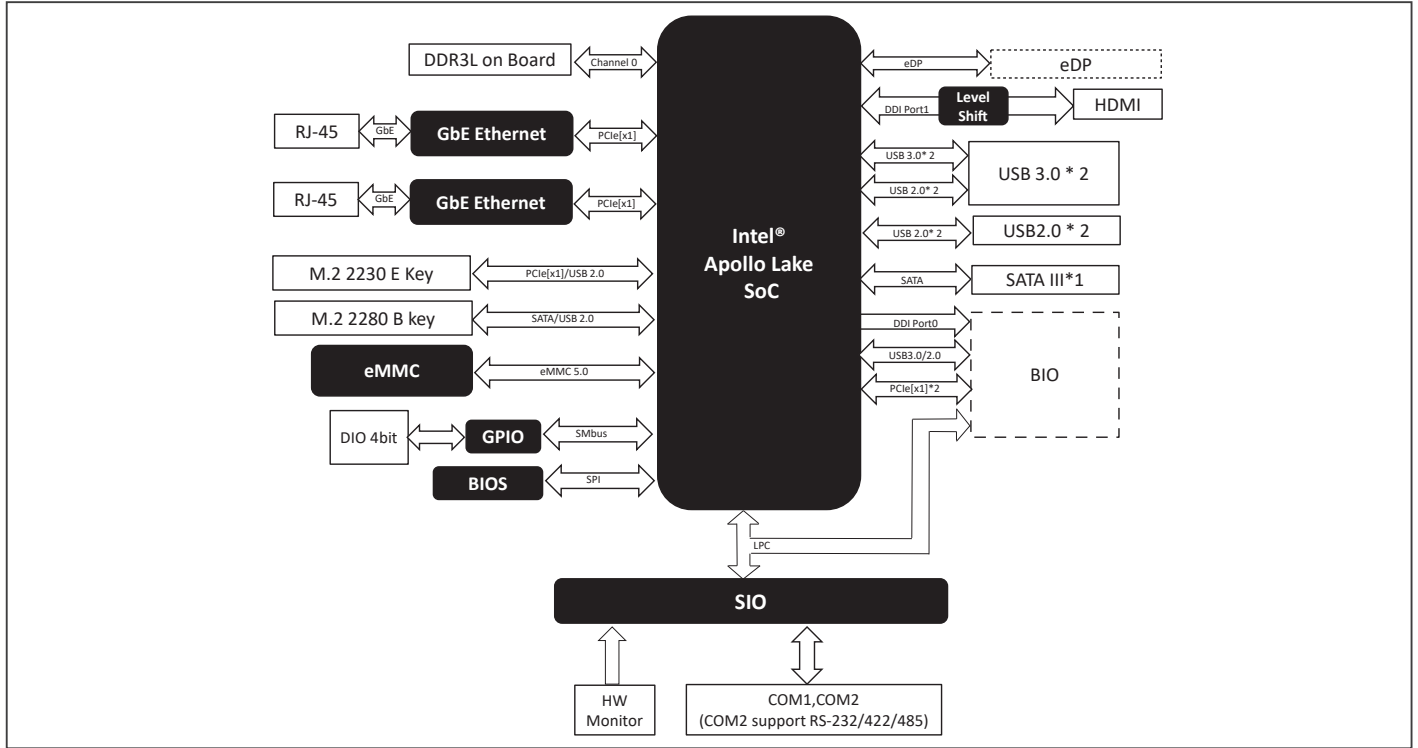 DDR3L on Board
Channel 0
RJ-45
GbE
GbE Ethernet
PCIe[x1]
RJ-45
GbE
GbE Ethernet
PCIe[x1]
M.2 2230 E Key
PCIe[x1]/USB 2.0
M.2 2280 B key
SATA/USB 2.0
eMMC
eMMC 5.0
DIO 4bit
GPIO
SMbus
BIOS
SPI
Intel®
Apollo Lake
SoC
eDP
eDP
DDI Port1
Level
Shift
HDMI
USB 3.0* 2
USB 2.0* 2
USB 3.0 * 2
USB 2.0* 2
USB2.0 * 2
SATA
SATA III*1
DDI Port0
USB3.0/2.0
PCIe[x1]*2
BIO
LPC
SIO
HW
Monitor
COM1,COM2
(COM2 support RS-232/422/485)